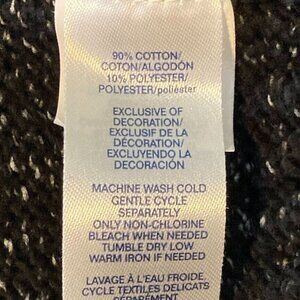 90% COTTON/
COTON/ALGODÓN
10% POLYESTER/
POLYESTER/poliéster
EXCLUSIVE OF
DECORATION/
EXCLUSIF DE LA
DÉCORATION/
EXCLUYENDO LA
DECORACIÓN
MACHINE WASH COLD
GENTLE CYCLE
SEPARATELY
ONLY NON-CHLORINE
BLEACH WHEN NEEDED
TUMBLE DRY LOW
WARM IRON IF NEEDED
LAVAGE À L'EAU FROIDE,
CYCLE TEXTILES DÉLICATS
SÉPARÉMENT